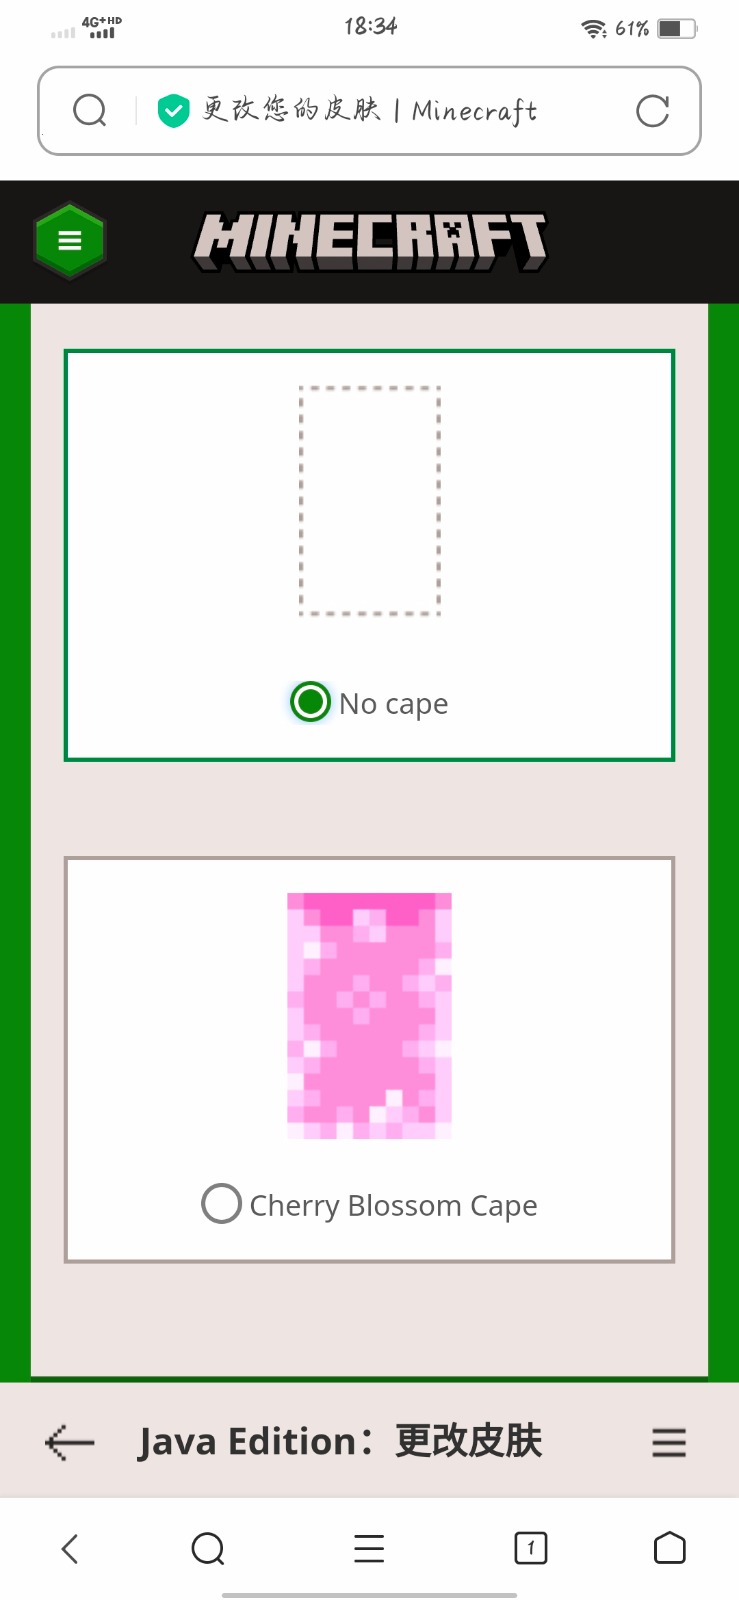 4G+HD
18:34
61%
更改您的皮肤 | Minecraft
MINECRAFT
No cape
Cherry Blossom Cape
Java Edition：更改皮肤
1